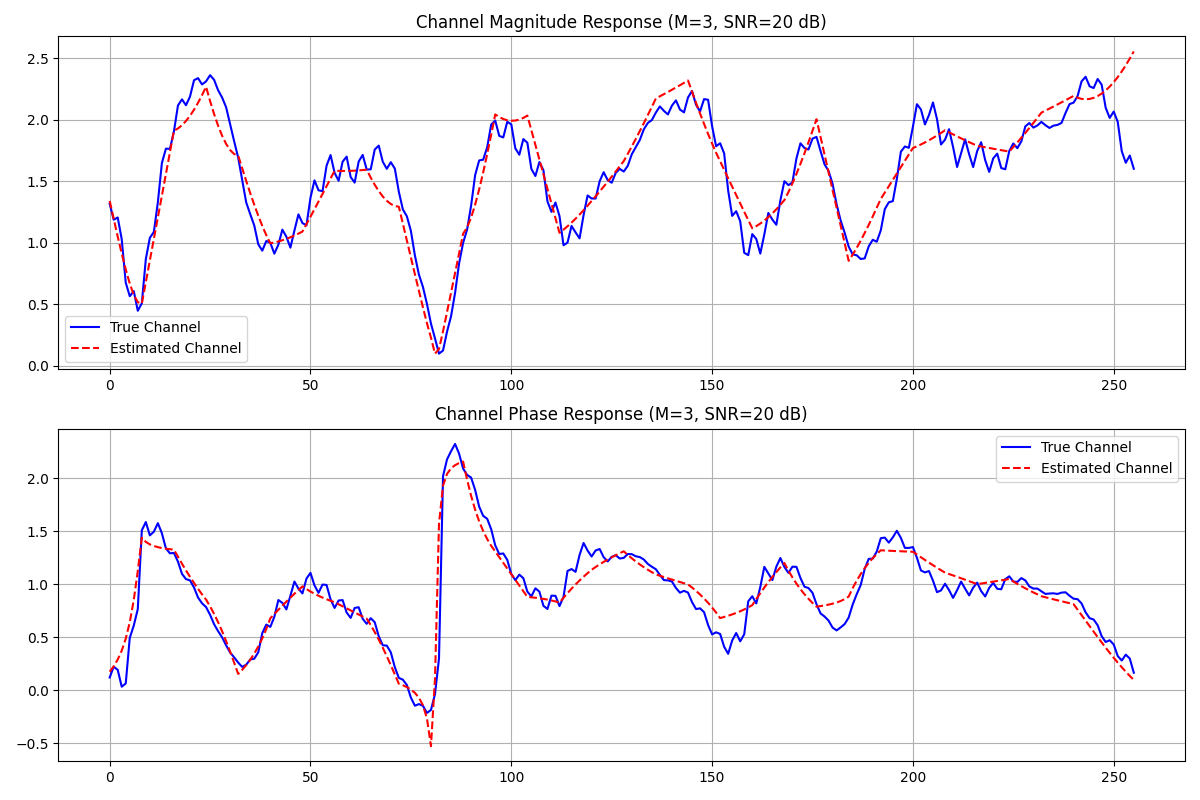 Channel Magnitude Response (M=3, SNR=20 dB)
2.5
2.0
1.5
1.0
0.5
0.0
True Channel
Estimated Channel
0 50 100 150 200 250
Channel Phase Response (M=3, SNR=20 dB)
True Channel
Estimated Channel
2.0
1.5
1.0
0.5
0.0
−0.5
0 50 100 150 200 250